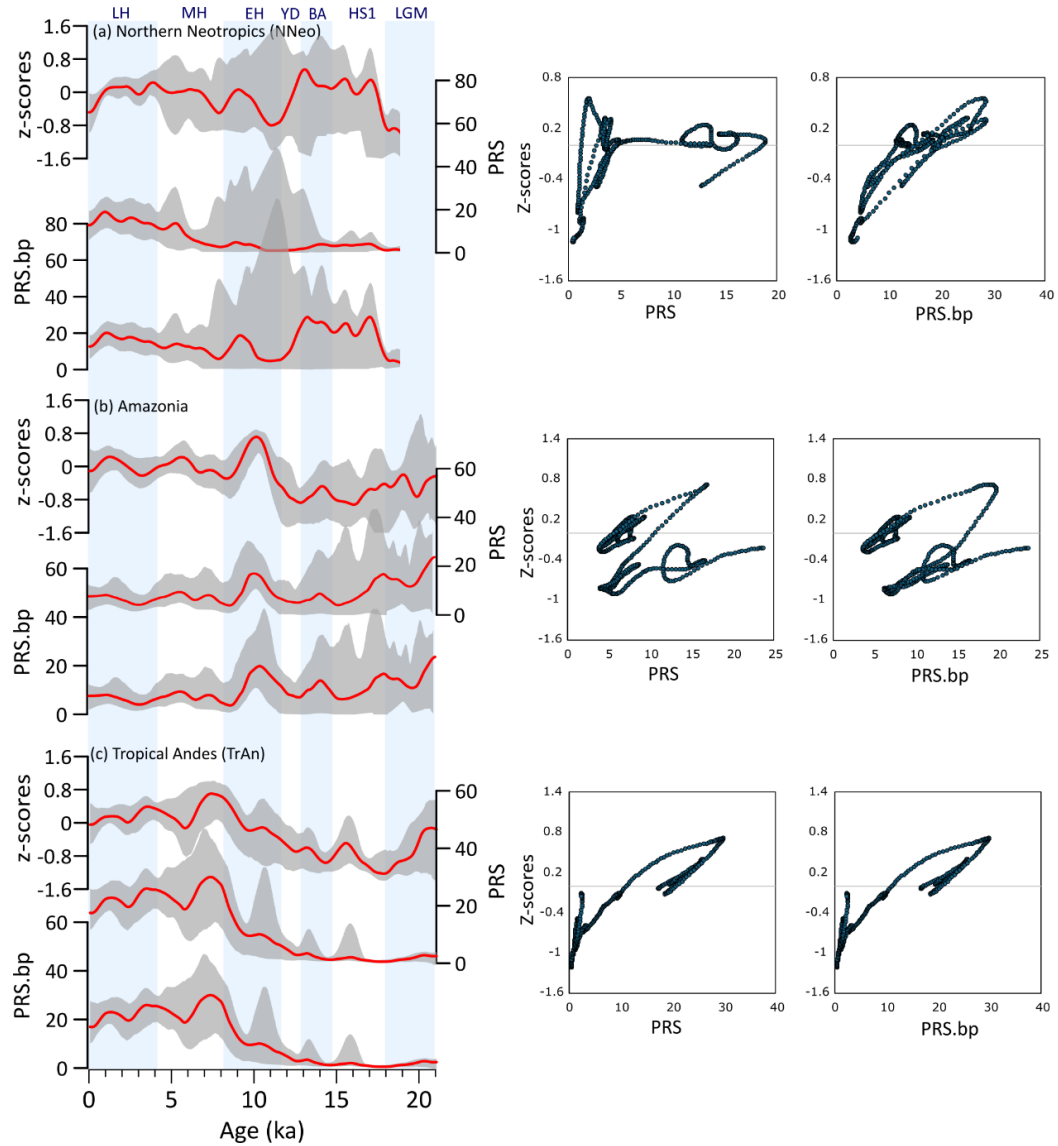 LH MH EH YD BA HS1 LGM
(a) Northern Neotropics (NNeo)
z-scores
1.6
0.8
0
-0.8
-1.6
PRS
80
60
40
20
0
PRS.bp
80
60
40
20
0
(b) Amazonia
z-scores
1.6
0.8
0
-0.8
-1.6
PRS
60
40
20
0
PRS.bp
60
40
20
0
(c) Tropical Andes (TrAn)
z-scores
1.6
0.8
0
-0.8
-1.6
PRS
60
40
20
0
PRS.bp
60
40
20
0
0 5 10 15 20
Age (ka)
Z-scores
0.8
0.2
-0.4
-1
-1.6
0 5 10 15 20
PRS
0.8
0.2
-0.4
-1
-1.6
0 10 20 30 40
PRS.bp
Z-scores
1.4
0.8
0.2
-0.4
-1
-1.6
0 5 10 15 20 25
PRS
1.4
0.8
0.2
-0.4
-1
-1.6
0 5 10 15 20 25
PRS.bp
Z-scores
1.4
0.8
0.2
-0.4
-1
-1.6
0 10 20 30 40
PRS
1.4
0.8
0.2
-0.4
-1
-1.6
0 10 20 30 40
PRS.bp